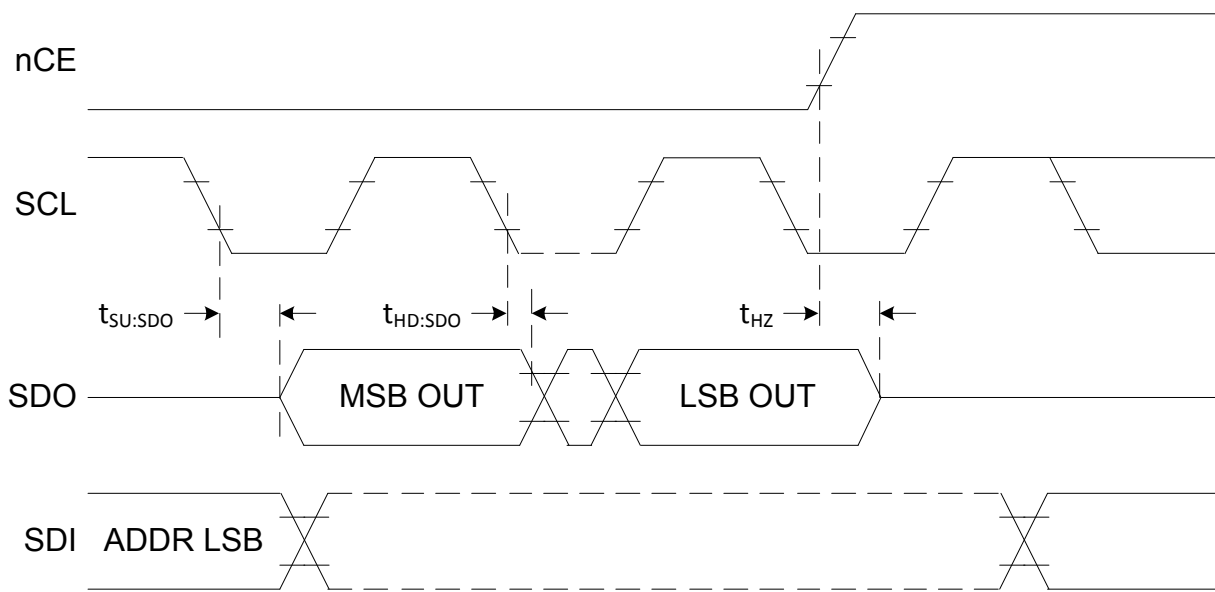 nCE
SCL
tSU:SDO
tHD:SDO
tHZ
SDO
MSB OUT
LSB OUT
SDI
ADDR LSB